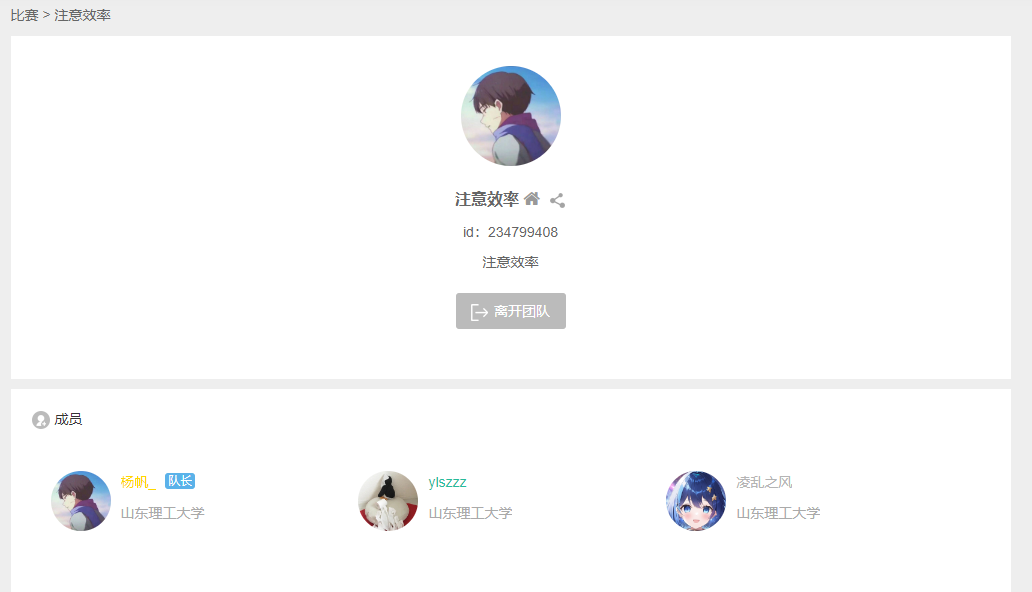 比赛 > 注意效率
注意效率
id：234799408
注意效率
离开团队
成员
杨帆_ 队长
山东理工大学
ylszzz
山东理工大学
凌乱之风
山东理工大学